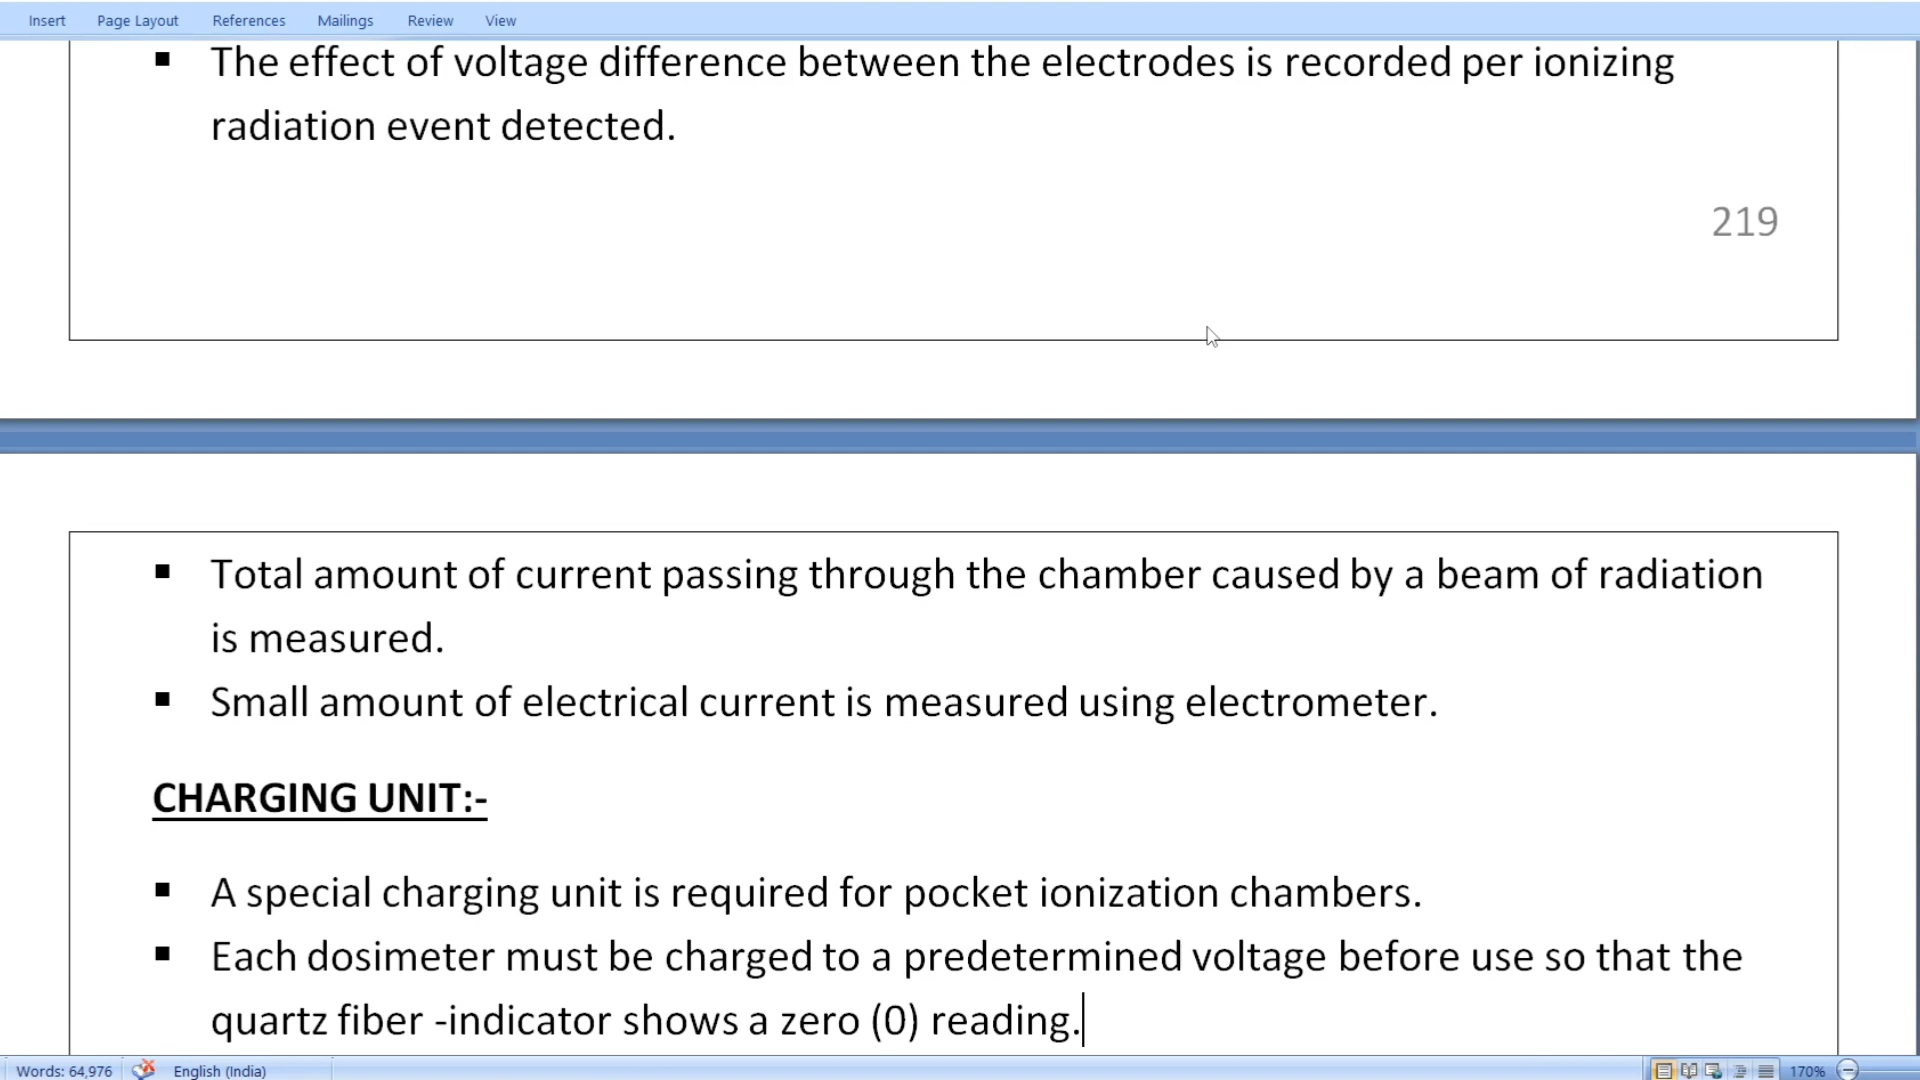 Insert Page Layout References Mailings Review View
▪ The effect of voltage difference between the electrodes is recorded per ionizing
radiation event detected.
219
▪ Total amount of current passing through the chamber caused by a beam of radiation
is measured.
▪ Small amount of electrical current is measured using electrometer.
CHARGING UNIT:-
▪ A special charging unit is required for pocket ionization chambers.
▪ Each dosimeter must be charged to a predetermined voltage before use so that the
quartz fiber -indicator shows a zero (0) reading.
Words: 64,976 English (India) 170%